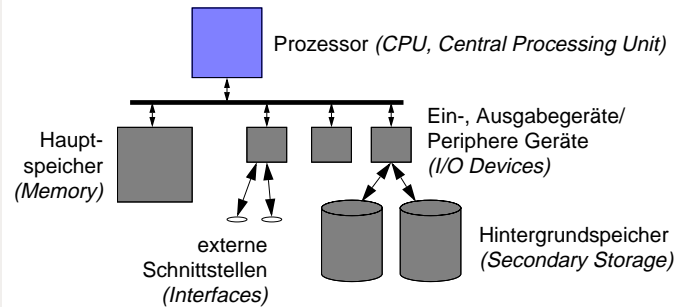 Prozessor (CPU, Central Processing Unit)
Haupt-
speicher
(Memory)
Ein-, Ausgabegeräte/
Periphere Geräte
(I/O Devices)
externe
Schnittstellen
(Interfaces)
Hintergrundspeicher
(Secondary Storage)